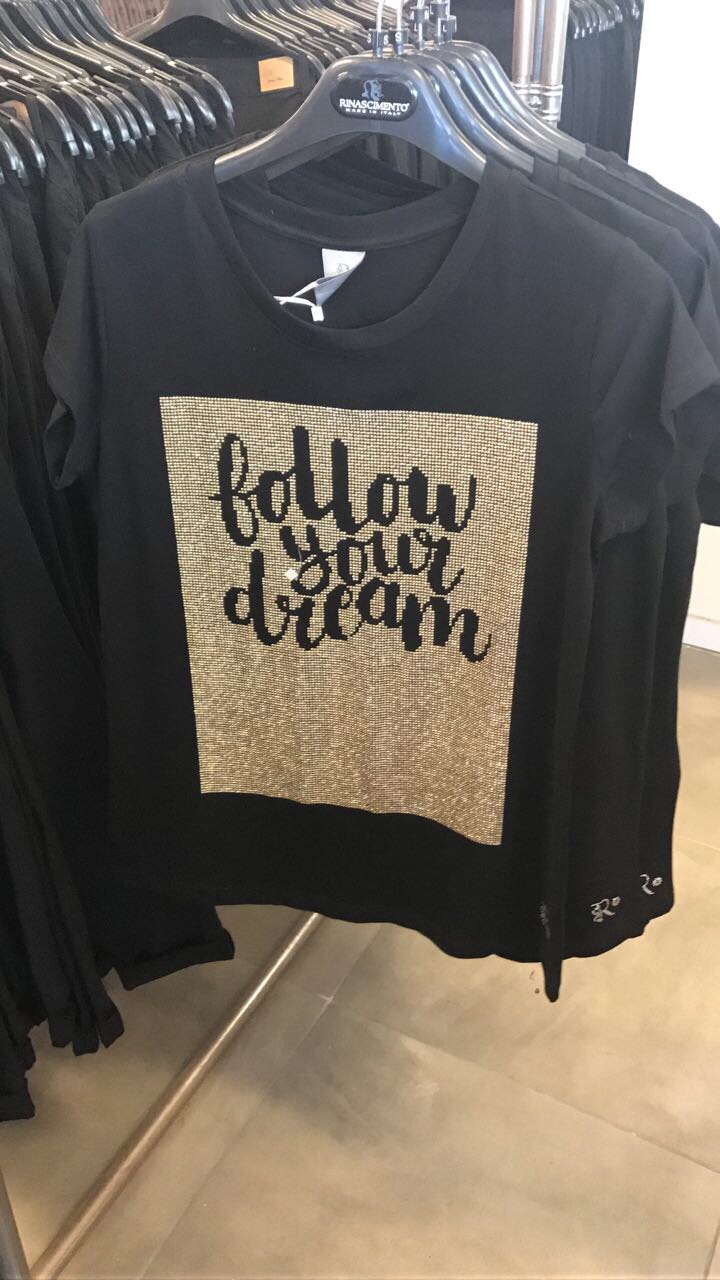 S
S
L
RINASCIMENTO
MADE IN ITALY
follow
your
dream